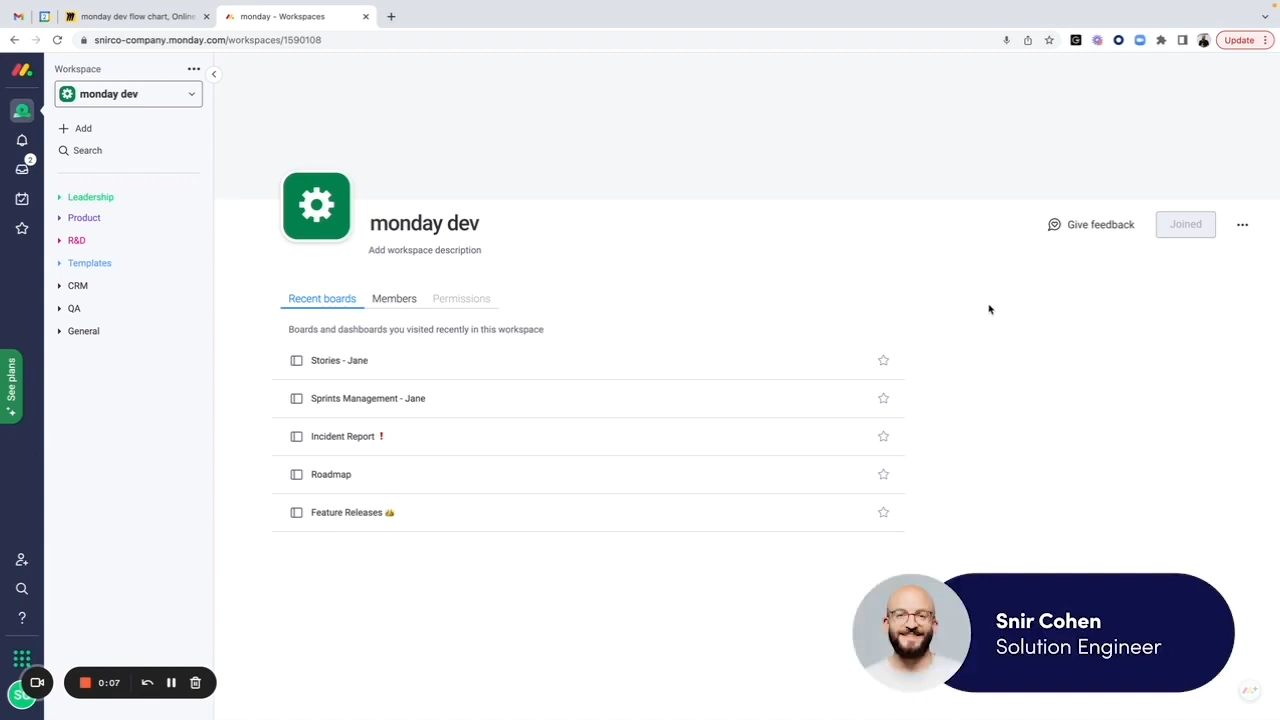 monday dev flow chart, Online
monday - Workspaces
snirco-company.monday.com/workspaces/1590108
Update
Workspace
monday dev
Add
Search
2
Leadership
Product
R&D
Templates
CRM
QA
General
See plans
monday dev
Add workspace description
Give feedback
Joined
Recent boards Members Permissions
Boards and dashboards you visited recently in this workspace
Stories - Jane
Sprints Management - Jane
Incident Report ❗
Roadmap
Feature Releases
Snir Cohen
Solution Engineer
0:07